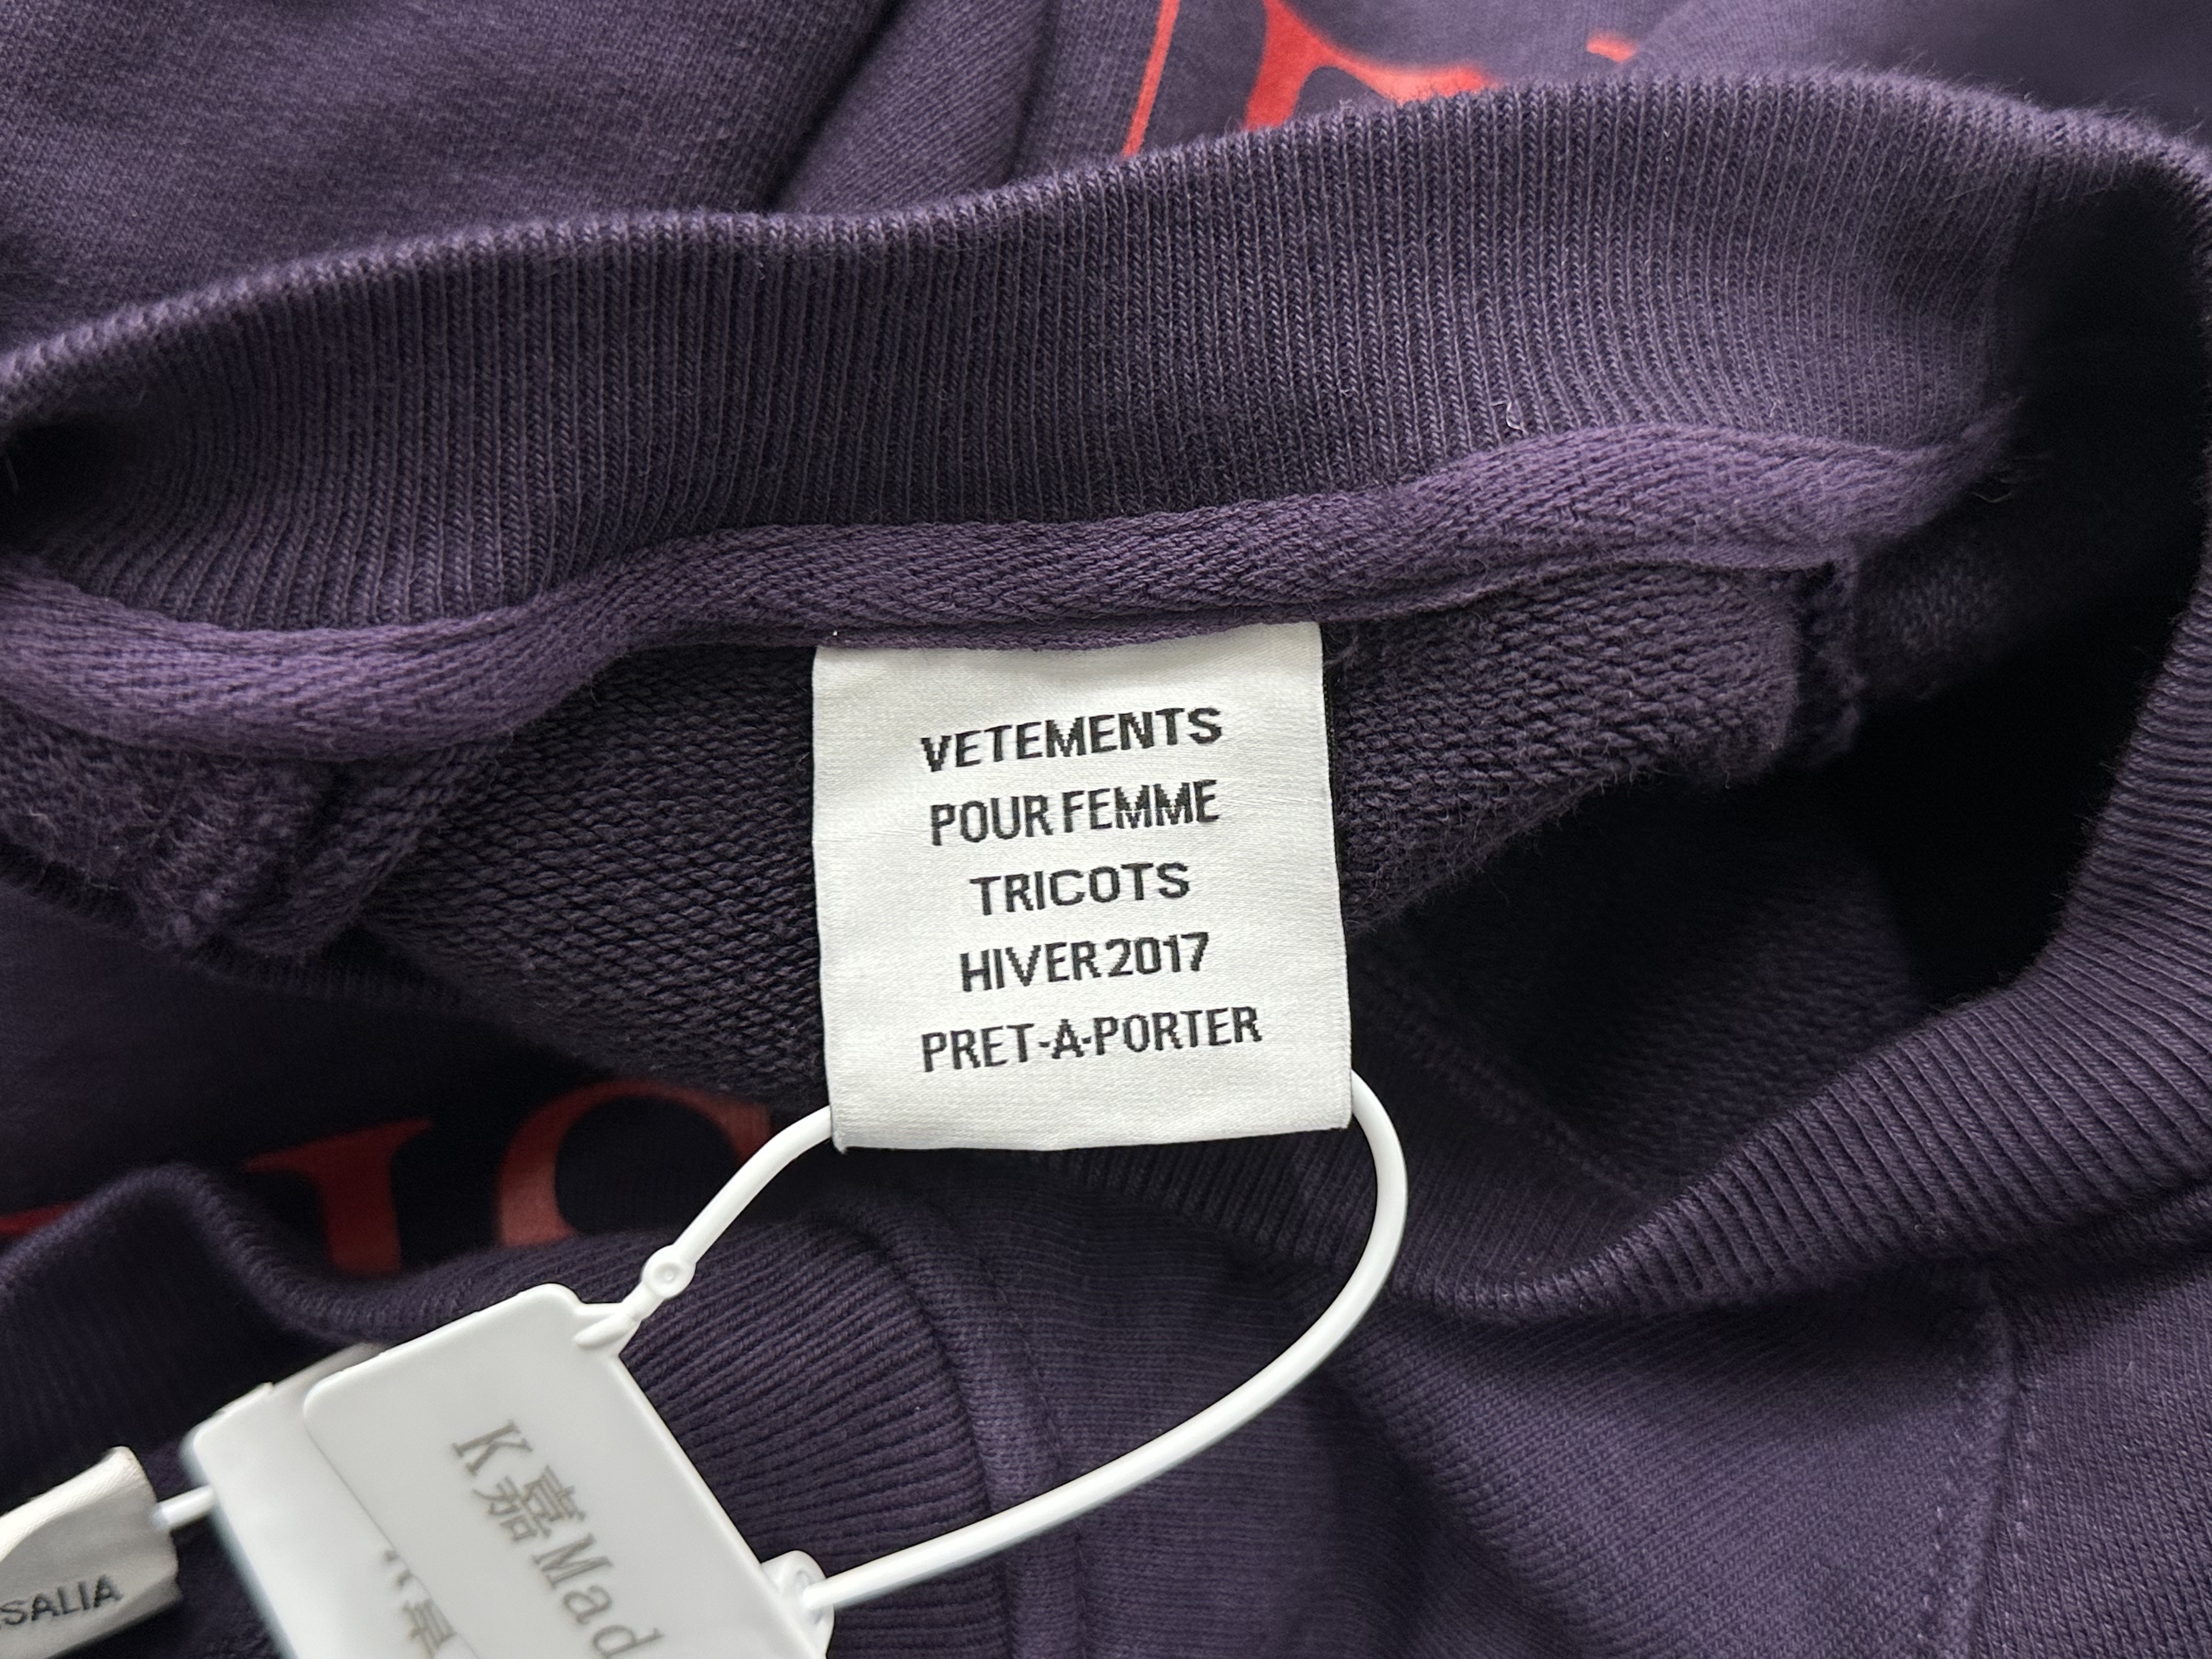 VETEMENTS
POUR FEMME
TRICOTS
HIVER 2017
PRET-A-PORTER
K嘉Mad
SALIA